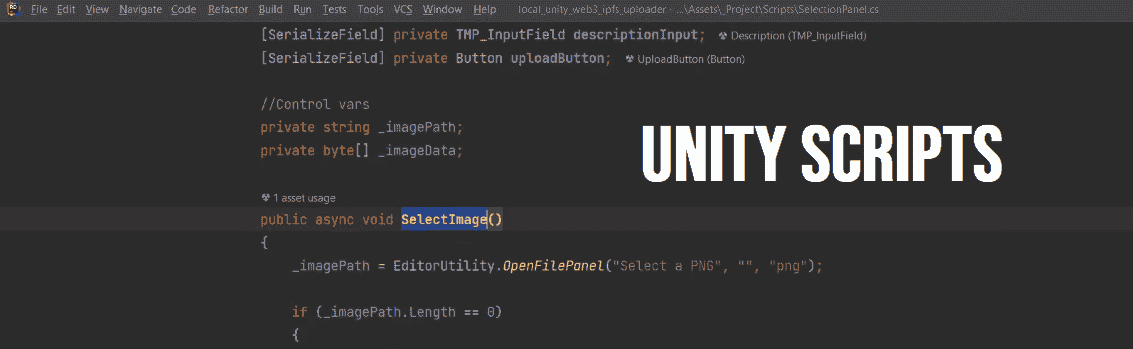 File Edit View Navigate Code Refactor Build Run Tests Tools VCS Window Help local_unity_web3_ipfs_uploader - ...\Assets\_Project\Scripts\SelectionPanel.cs
[SerializeField] private TMP_InputField descriptionInput; Description (TMP_InputField)
[SerializeField] private Button uploadButton; UploadButton (Button)
//Control vars
private string _imagePath;
private byte[] _imageData;
UNITY SCRIPTS
1 asset usage
public async void SelectImage()
{
_imagePath = EditorUtility.OpenFilePanel("Select a PNG", "", "png");
if (_imagePath.Length == 0)
{